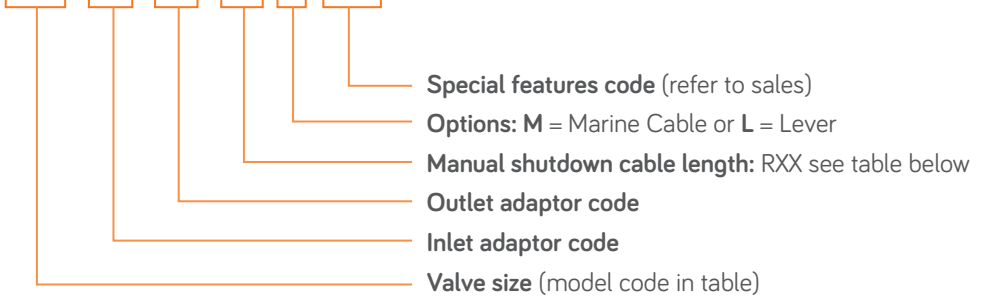 Special features code (refer to sales)
Options: M = Marine Cable or L = Lever
Manual shutdown cable length: RXX see table below
Outlet adaptor code
Inlet adaptor code
Valve size (model code in table)